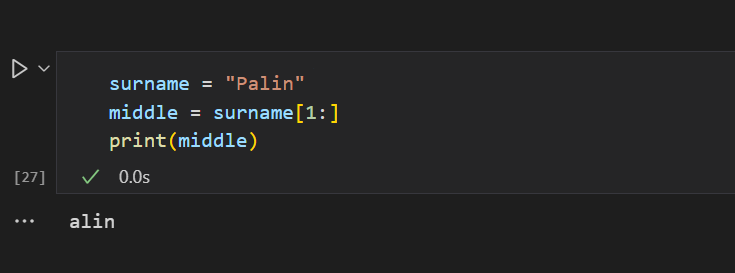 surname = "Palin"
middle = surname[1:]
print(middle)
[27]
0.0s
alin